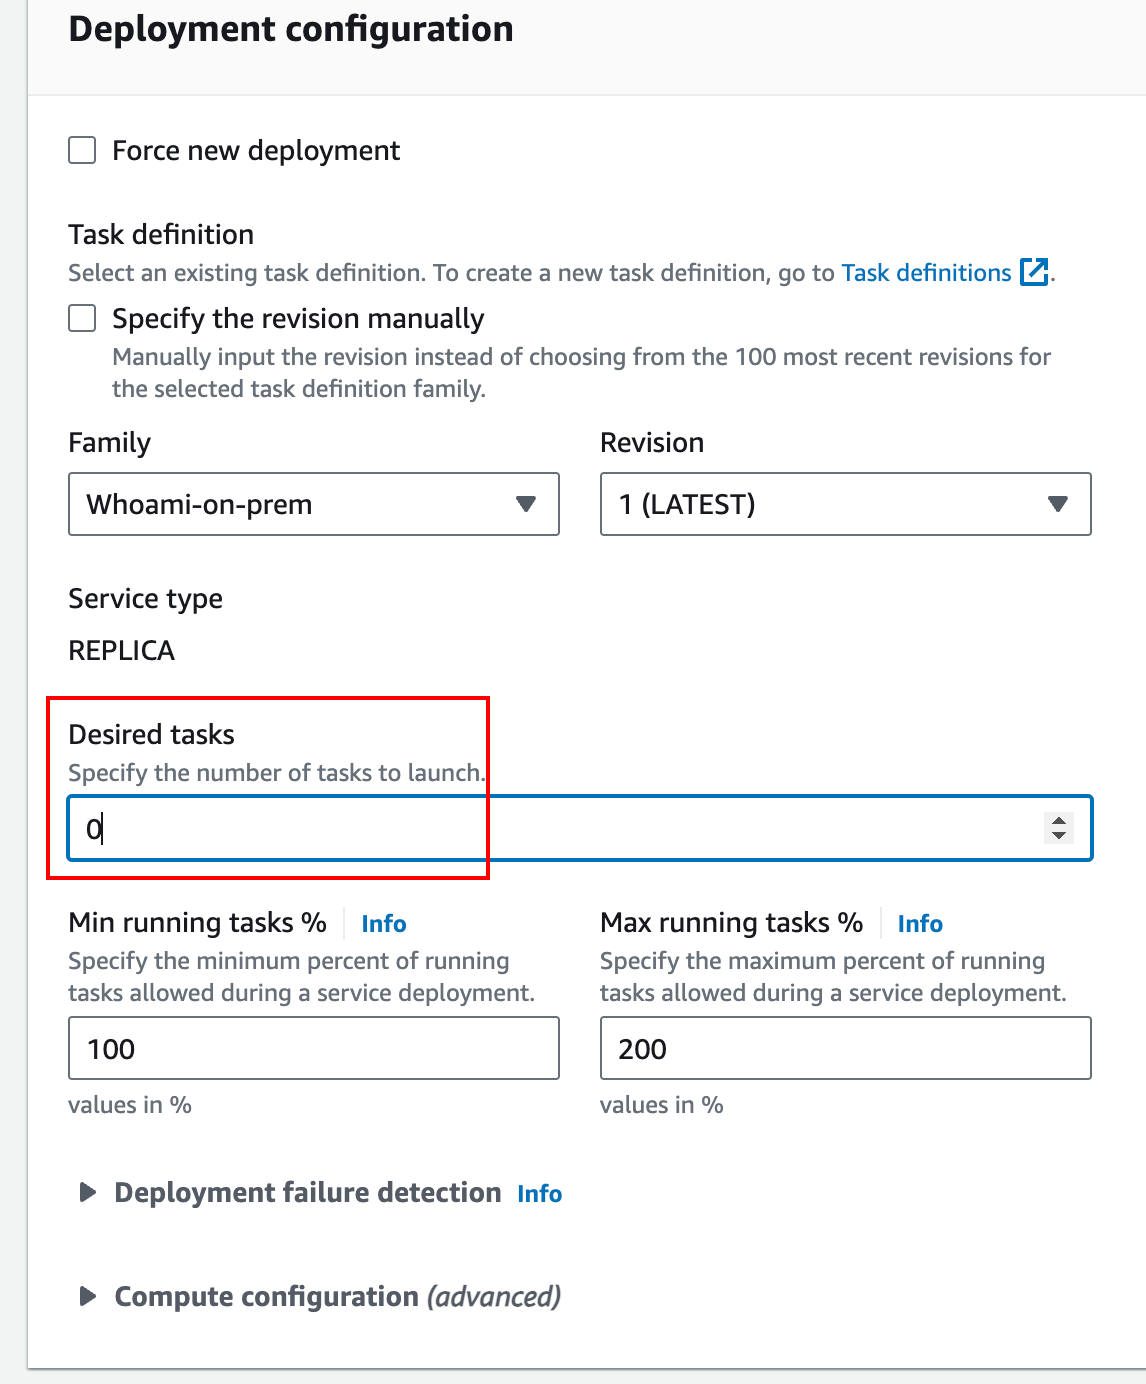 Deployment configuration
Force new deployment
Task definition
Select an existing task definition. To create a new task definition, go to Task definitions.
Specify the revision manually
Manually input the revision instead of choosing from the 100 most recent revisions for
the selected task definition family.
Family
Whoami-on-prem
Revision
1 (LATEST)
Service type
REPLICA
Desired tasks
Specify the number of tasks to launch.
0
Min running tasks % Info
Specify the minimum percent of running
tasks allowed during a service deployment.
100
values in %
Max running tasks % Info
Specify the maximum percent of running
tasks allowed during a service deployment.
200
values in %
Deployment failure detection Info
Compute configuration (advanced)